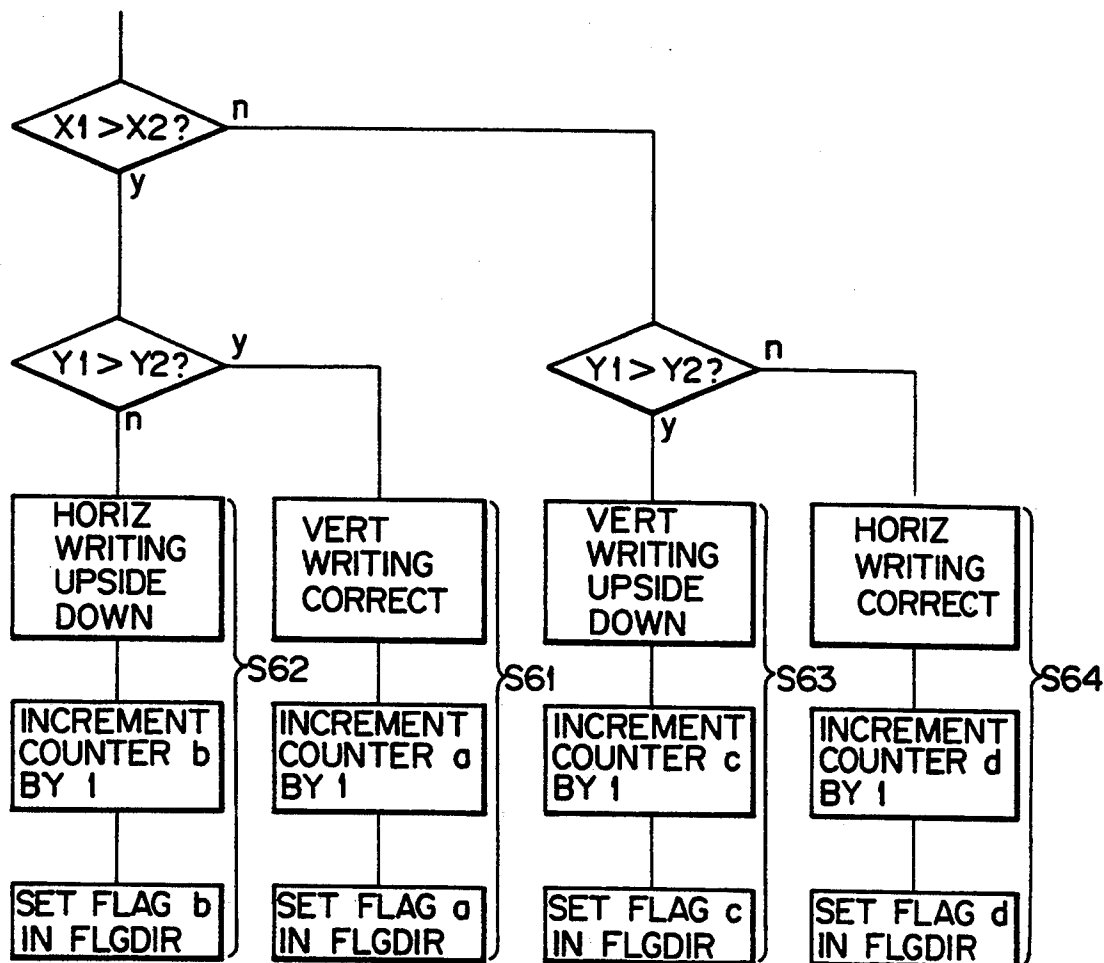 X1 > X2?
n
y
Y1 > Y2?
y
n
Y1 > Y2?
n
y
HORIZ
WRITING
UPSIDE
DOWN
VERT
WRITING
CORRECT
VERT
WRITING
UPSIDE
DOWN
HORIZ
WRITING
CORRECT
S62
S61
S63
S64
INCREMENT
COUNTER b
BY 1
INCREMENT
COUNTER a
BY 1
INCREMENT
COUNTER c
BY 1
INCREMENT
COUNTER d
BY 1
SET FLAG b
IN FLGDIR
SET FLAG a
IN FLGDIR
SET FLAG c
IN FLGDIR
SET FLAG d
IN FLGDIR